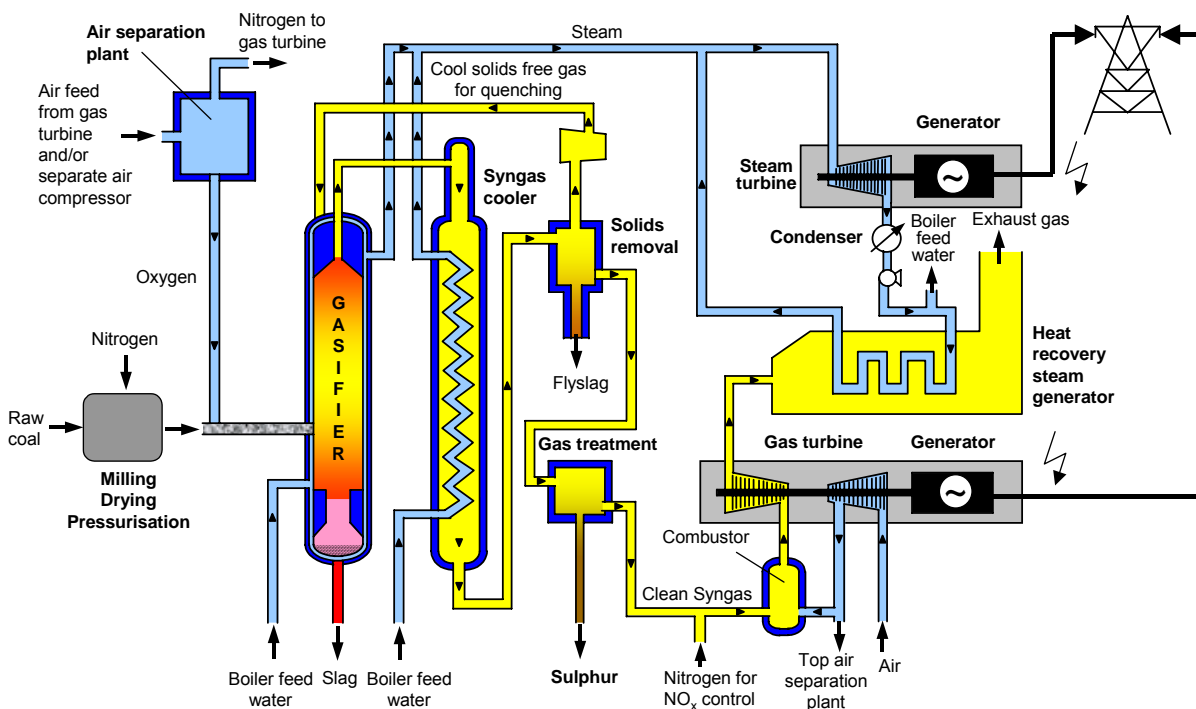 Air separation
plant
Nitrogen to
gas turbine
Steam
Cool solids free gas
for quenching
Air feed
from gas
turbine
and/or
separate air
compressor
Generator
Steam
turbine
~
Syngas
cooler
Solids
removal
Condenser
Boiler
feed
water
Exhaust gas
Oxygen
GASIFIER
Nitrogen
Raw
coal
Milling
Drying
Pressurisation
Flyslag
Heat
recovery
steam
generator
Gas treatment
Gas turbine
Generator
~
Combustor
Clean Syngas
Boiler feed
water
Slag
Boiler feed
water
Sulphur
Nitrogen for
NOx control
Top air
separation
plant
Air